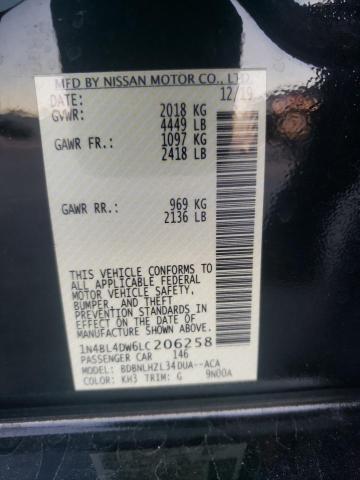 MFD BY NISSAN MOTOR CO., LTD.
DATE: 12/19
GVWR: 2018 KG
4449 LB
GAWR FR: 1097 KG
2418 LB
GAWR RR: 969 KG
2136 LB
THIS VEHICLE CONFORMS TO
ALL APPLICABLE FEDERAL
MOTOR VEHICLE SAFETY,
BUMPER, AND THEFT
PREVENTION STANDARDS
IN EFFECT ON THE DATE OF
MANUFACTURE SHOWN ABOVE.
1N4BL4DW6LC206258
PASSENGER CAR 146
MODEL: BDBNLHZL34DUA--ACA
COLOR: KH3 TRIM: G 9N00A